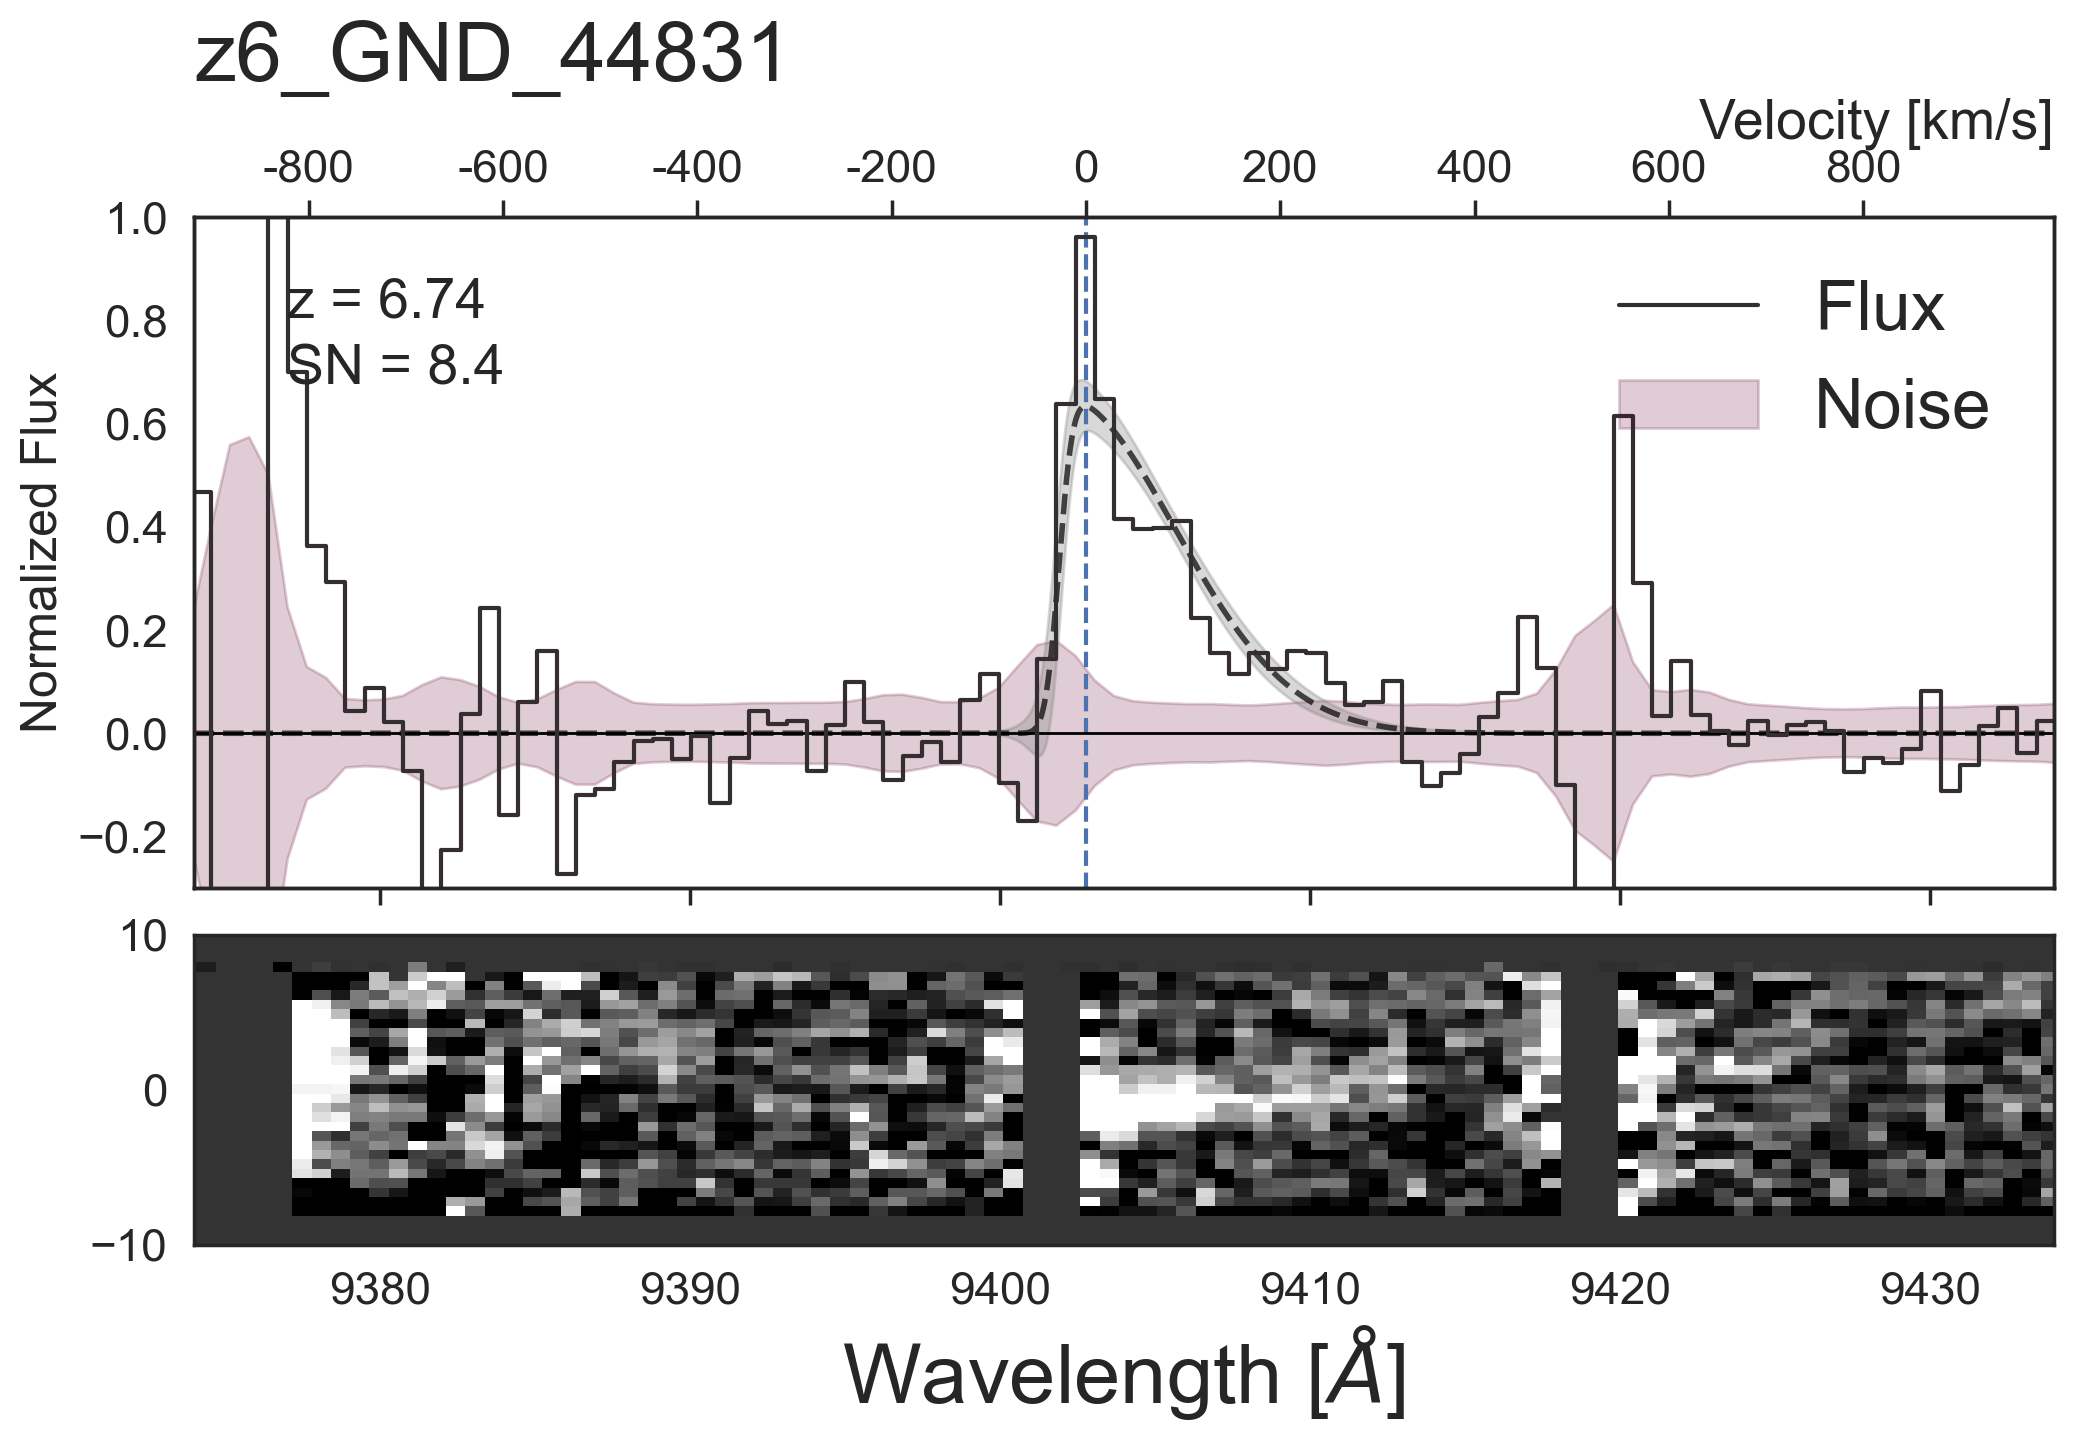 z6_GND_44831
Velocity [km/s]
-800 -600 -400 -200 0 200 400 600 800
1.0
0.8
0.6
0.4
0.2
0.0
−0.2
Normalized Flux
z = 6.74
SN = 8.4
Flux
Noise
10
0
−10
9380 9390 9400 9410 9420 9430
Wavelength [Å]